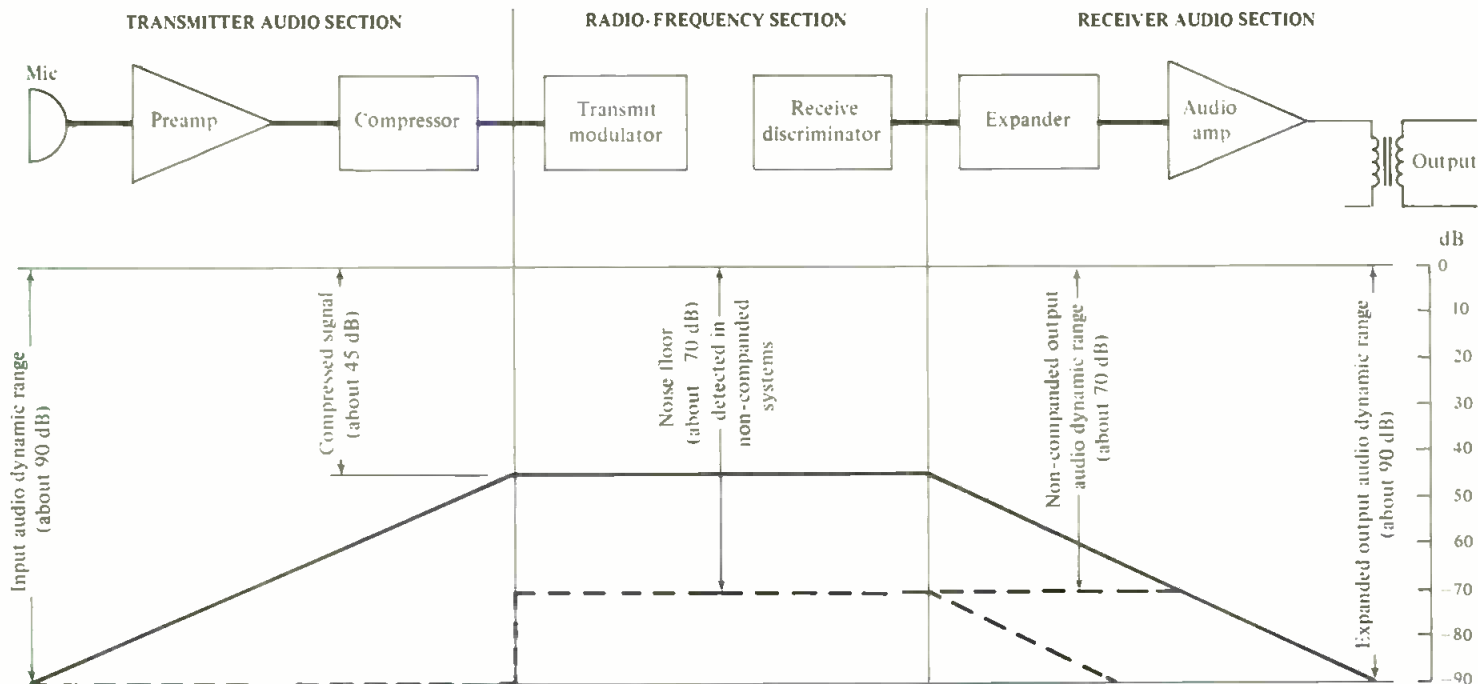 TRANSMITTER AUDIO SECTION
RADIO-FREQUENCY SECTION
RECEIVER AUDIO SECTION
Mic
Preamp
Compressor
Transmit
modulator
Receive
discriminator
Expander
Audio
amp
Output
dB
Input audio dynamic range
(about 90 dB)
Compressed signal
(about 45 dB)
Noise floor
(about 70 dB)
detected in
non-companded
systems
Non-companded output
audio dynamic range
(about 70 dB)
Expanded output audio dynamic range
(about 90 dB)
0
10
20
30
40
50
60
-70
-80
-90